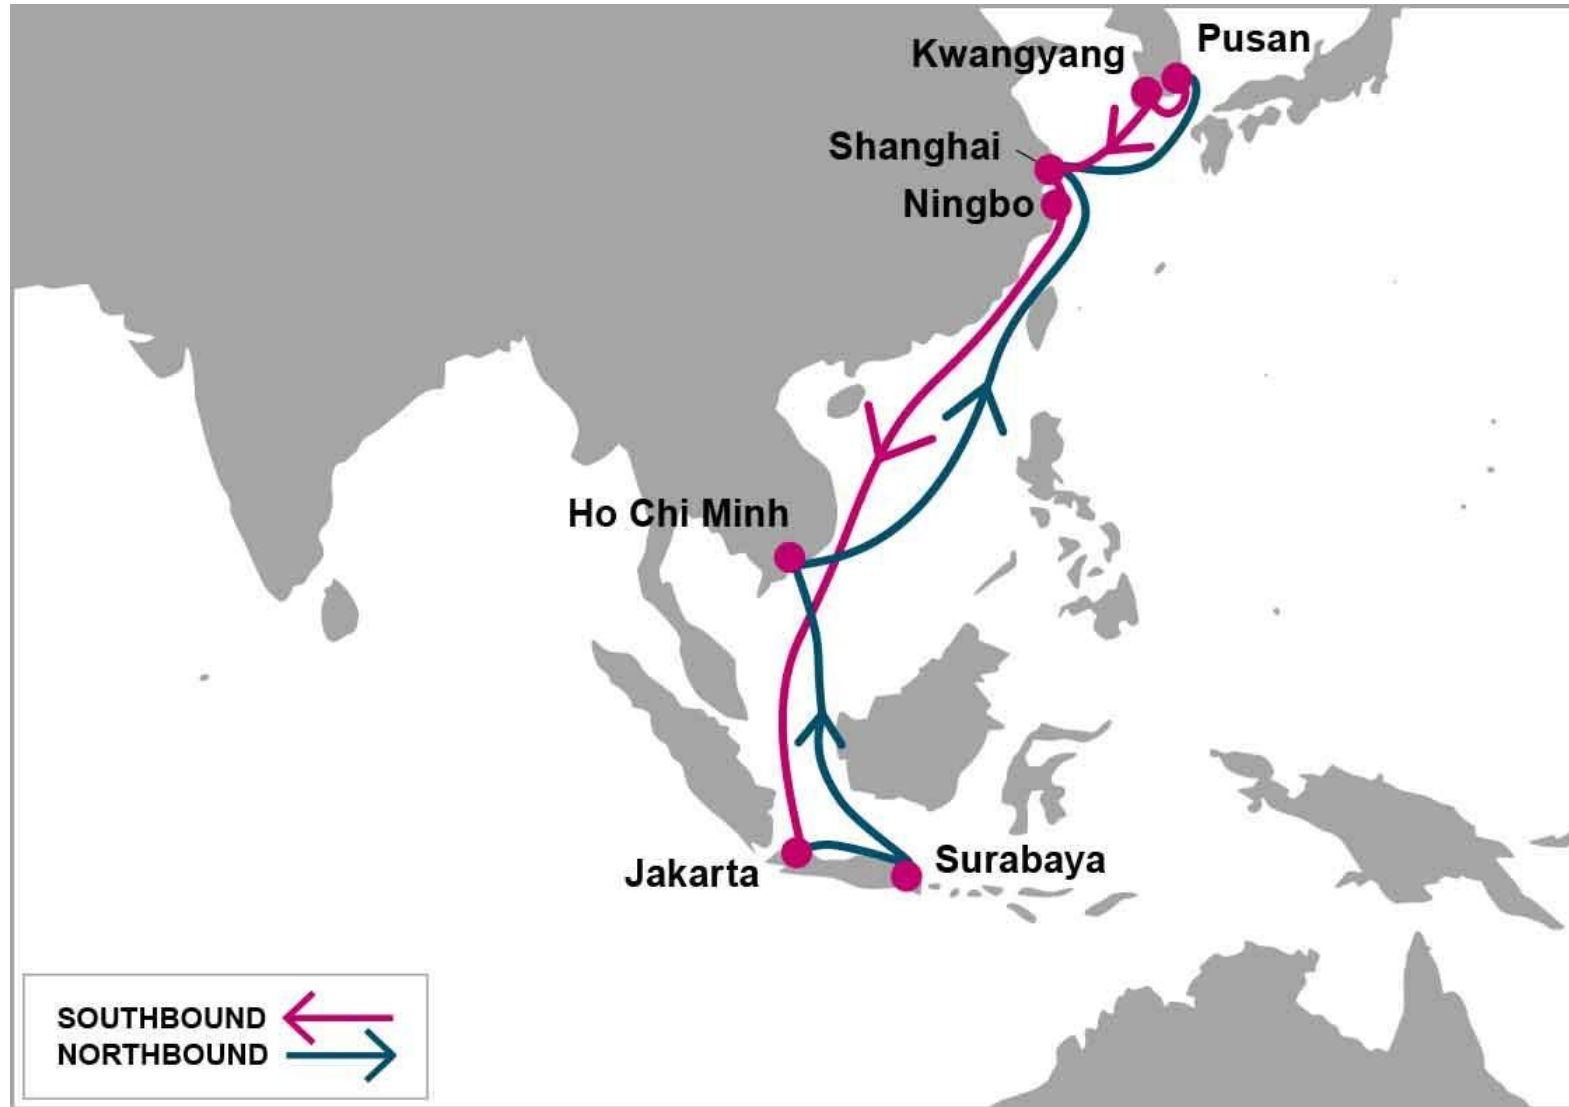 Pusan
Kwangyang
Shanghai
Ningbo
Ho Chi Minh
Surabaya
Jakarta
SOUTHBOUND
NORTHBOUND